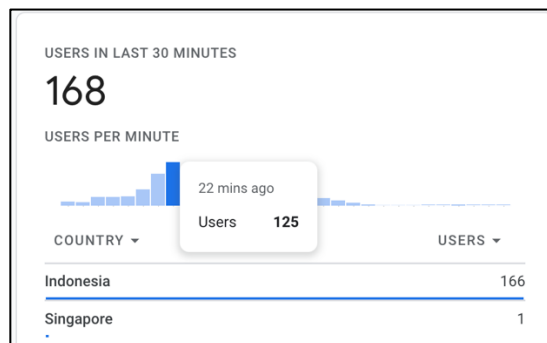 USERS IN LAST 30 MINUTES
168
USERS PER MINUTE
22 mins ago
Users 125
COUNTRY USERS
Indonesia 166
Singapore 1